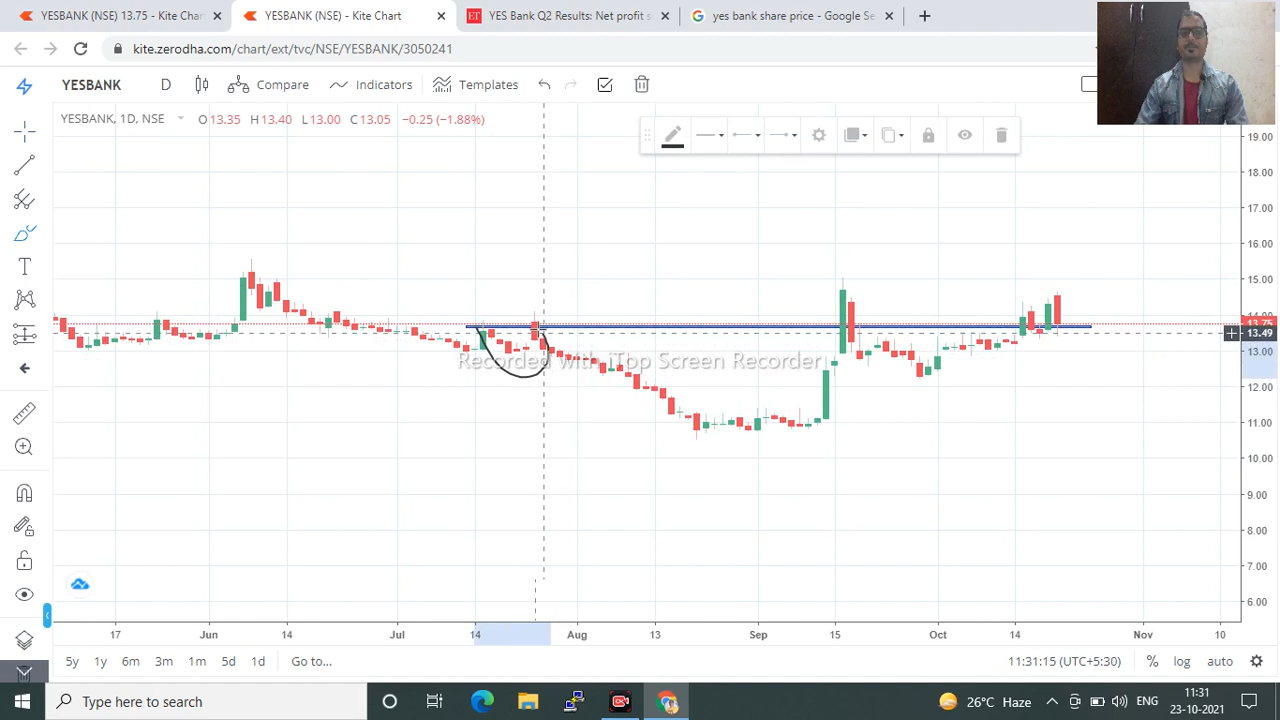 YESBANK (NSE) 13.75 - Kite Cha
YESBANK (NSE) - Kite Chart
YES Bank Q2 Results: Net profit s
yes bank share price - Google Se
kite.zerodha.com/chart/ext/tvc/NSE/YESBANK/3050241
YESBANK D Compare Indicators Templates
YESBANK, 1D, NSE O13.35 H13.40 L13.00 C13.05 −0.25 (−1.88%)
19.00
18.00
17.00
16.00
15.00
14.00
13.75
13.49
13.00
12.00
11.00
10.00
9.00
8.00
7.00
6.00
Recorded with iTop Screen Recorder
17 Jun 14 Jul 14 Aug 13 Sep 15 Oct 14 Nov 10
5y 1y 6m 3m 1m 5d 1d Go to... 11:31:15 (UTC+5:30) % log auto
Type here to search
26°C Haze
ENG
11:31
23-10-2021